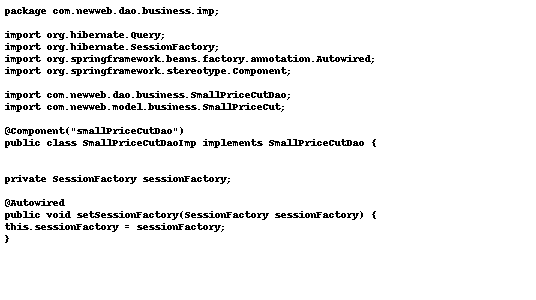 package com.newweb.dao.business.imp;
import org.hibernate.Query;
import org.hibernate.SessionFactory;
import org.springframework.beans.factory.annotation.Autowired;
import org.springframework.stereotype.Component;
import com.newweb.dao.business.SmallPriceCutDao;
import com.newweb.model.business.SmallPriceCut;
@Component("smallPriceCutDao")
public class SmallPriceCutDaoImp implements SmallPriceCutDao {
private SessionFactory sessionFactory;
@Autowired
public void setSessionFactory(SessionFactory sessionFactory) {
this.sessionFactory = sessionFactory;
}